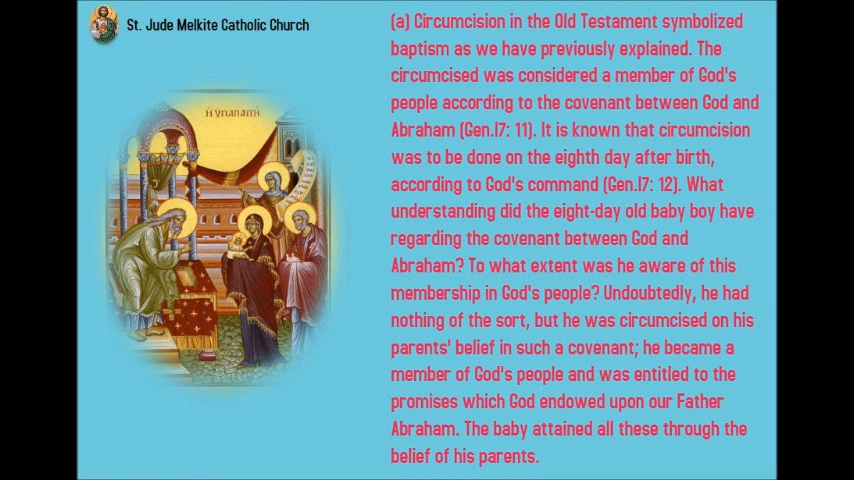 St. Jude Melkite Catholic Church
Η ΥΠΑΠΑΝΤΗ
(a) Circumcision in the Old Testament symbolized
baptism as we have previously explained. The
circumcised was considered a member of God's
people according to the covenant between God and
Abraham (Gen.l7: 11). It is known that circumcision
was to be done on the eighth day after birth,
according to God's command (Gen.l7: 12). What
understanding did the eight-day old baby boy have
regarding the covenant between God and
Abraham? To what extent was he aware of this
membership in God's people? Undoubtedly, he had
nothing of the sort, but he was circumcised on his
parents' belief in such a covenant; he became a
member of God's people and was entitled to the
promises which God endowed upon our Father
Abraham. The baby attained all these through the
belief of his parents.